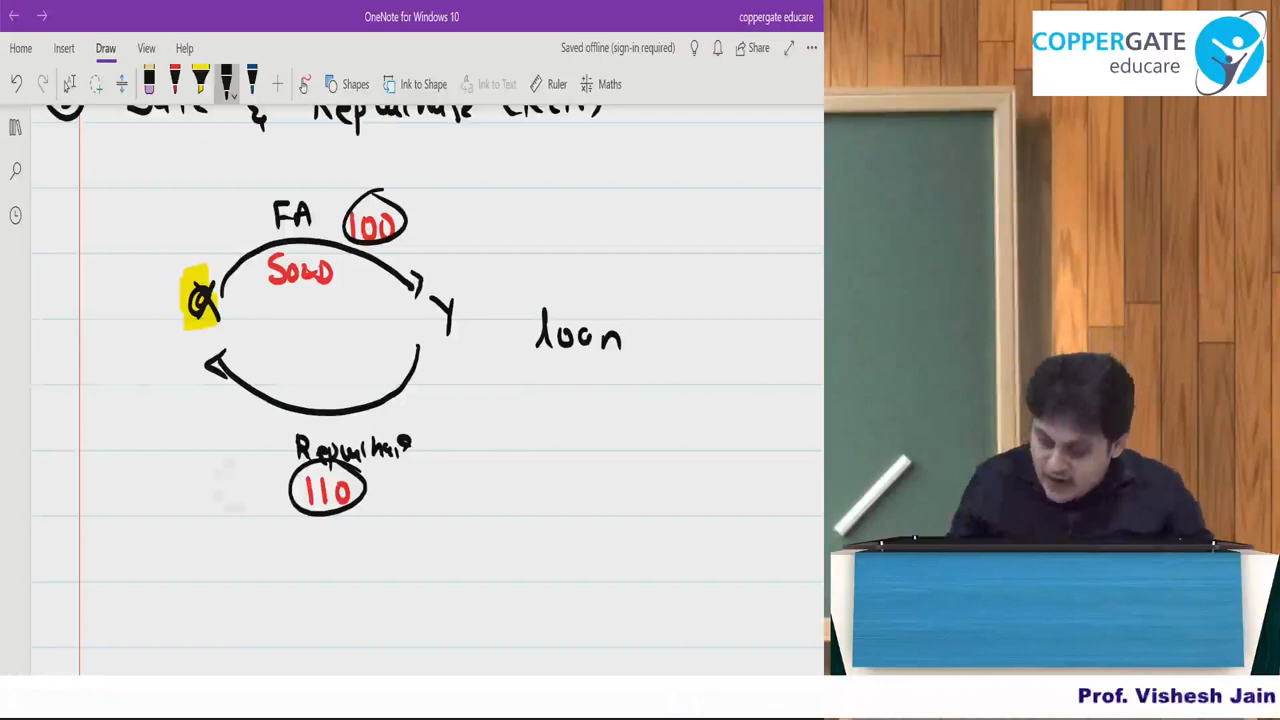 OneNote for Windows 10
coppergate educare
Home Insert Draw View Help
Saved offline (sign-in required)
Share
Shapes
Ink to Shape
Ink to Text
Ruler
Maths
COPPERGATE
educare
&
FA
100
Sold
Y
loan
110
Prof. Vishesh Jain